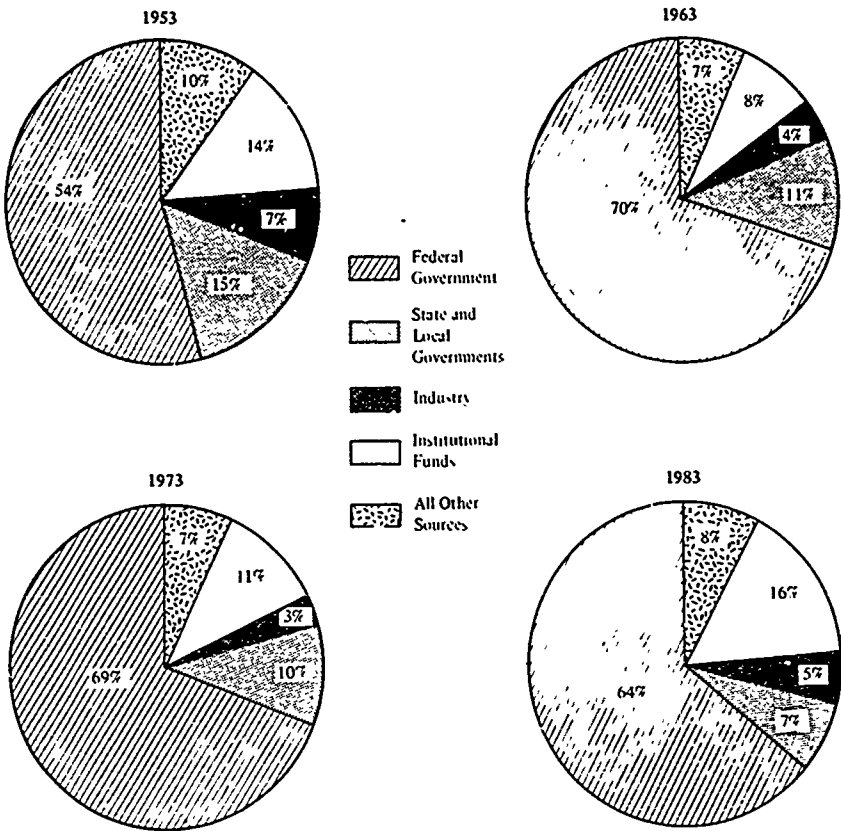 1953
10%
14%
54%
7%
15%
1963
7%
8%
4%
11%
70%
Federal
Government
State and
Local
Governments
Industry
Institutional
Funds
All Other
Sources
1973
7%
11%
3%
69%
10%
1983
8%
16%
5%
64%
7%